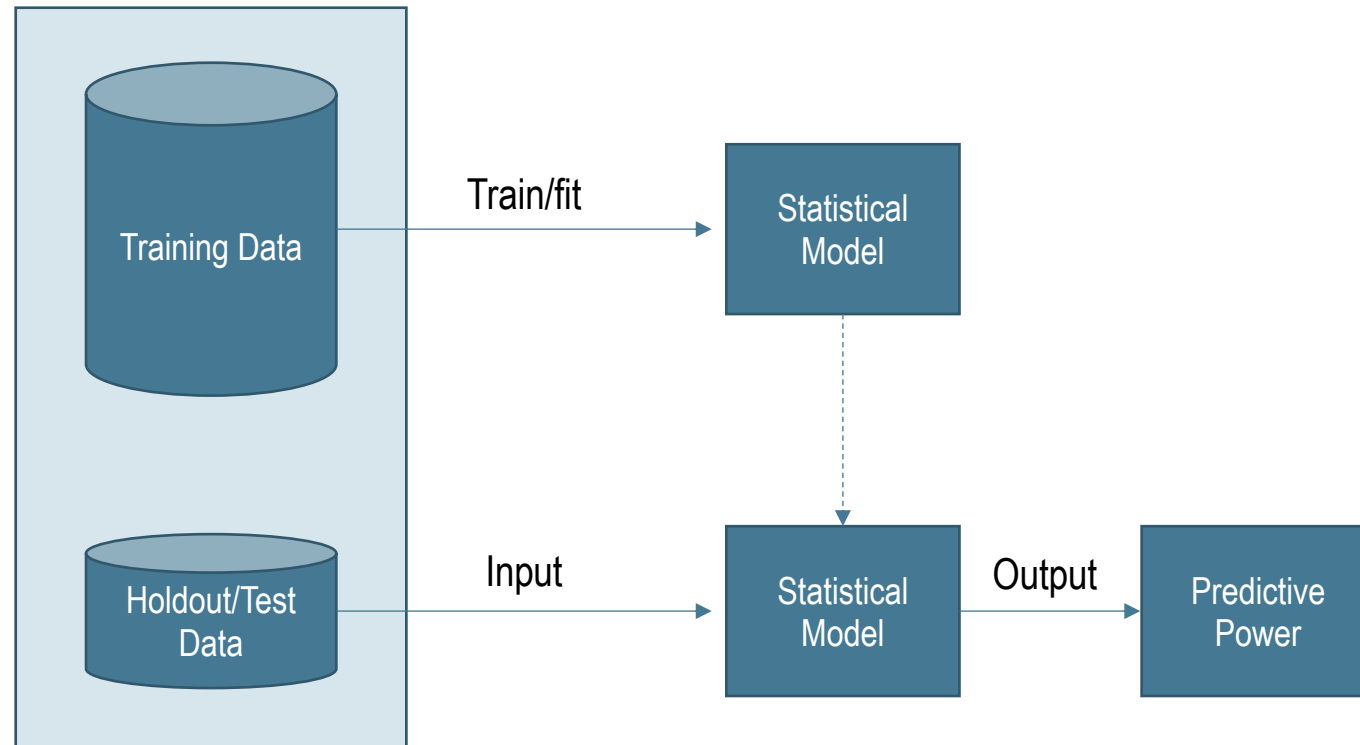 Train/fit
Training Data
Statistical
Model
Input
Holdout/Test
Data
Statistical
Model
Output
Predictive
Power